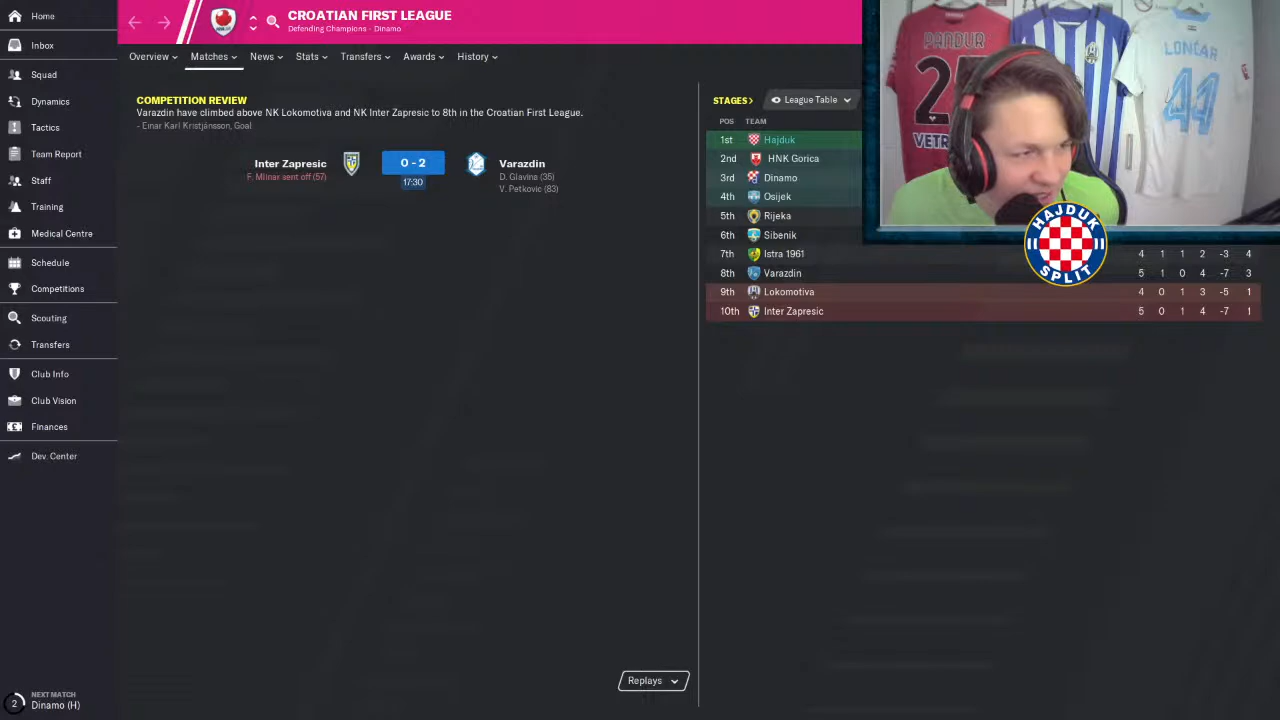 Home
Inbox
Squad
Dynamics
Tactics
Team Report
Staff
Training
Medical Centre
Schedule
Competitions
Scouting
Transfers
Club Info
Club Vision
Finances
Dev. Center
2
NEXT MATCH
Dinamo (H)
CROATIAN FIRST LEAGUE
Defending Champions - Dinamo
Overview Matches News Stats Transfers Awards History
COMPETITION REVIEW
Varazdin have climbed above NK Lokomotiva and NK Inter Zapresic to 8th in the Croatian First League.
- Einar Karl Kristjánsson, Goal
Inter Zapresic 0 - 2 Varazdin
F. Mlinar sent off (57) 17:30 D. Glavina (35)
V. Petkovic (83)
Replays
STAGES> League Table
POS TEAM
1st Hajduk
2nd HNK Gorica
3rd Dinamo
4th Osijek
5th Rijeka
6th Sibenik
7th Istra 1961 4 1 1 2 -3 4
8th Varazdin 5 1 0 4 -7 3
9th Lokomotiva 4 0 1 3 -5 1
10th Inter Zapresic 5 0 1 4 -7 1
PANDUR
LONČAR
44
HAJDUK
SPLIT